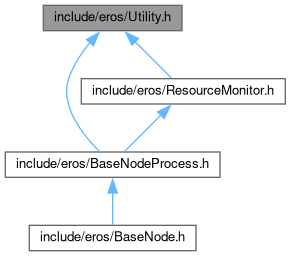 include/eros/Utility.h
include/eros/ResourceMonitor.h
include/eros/BaseNodeProcess.h
include/eros/BaseNode.h